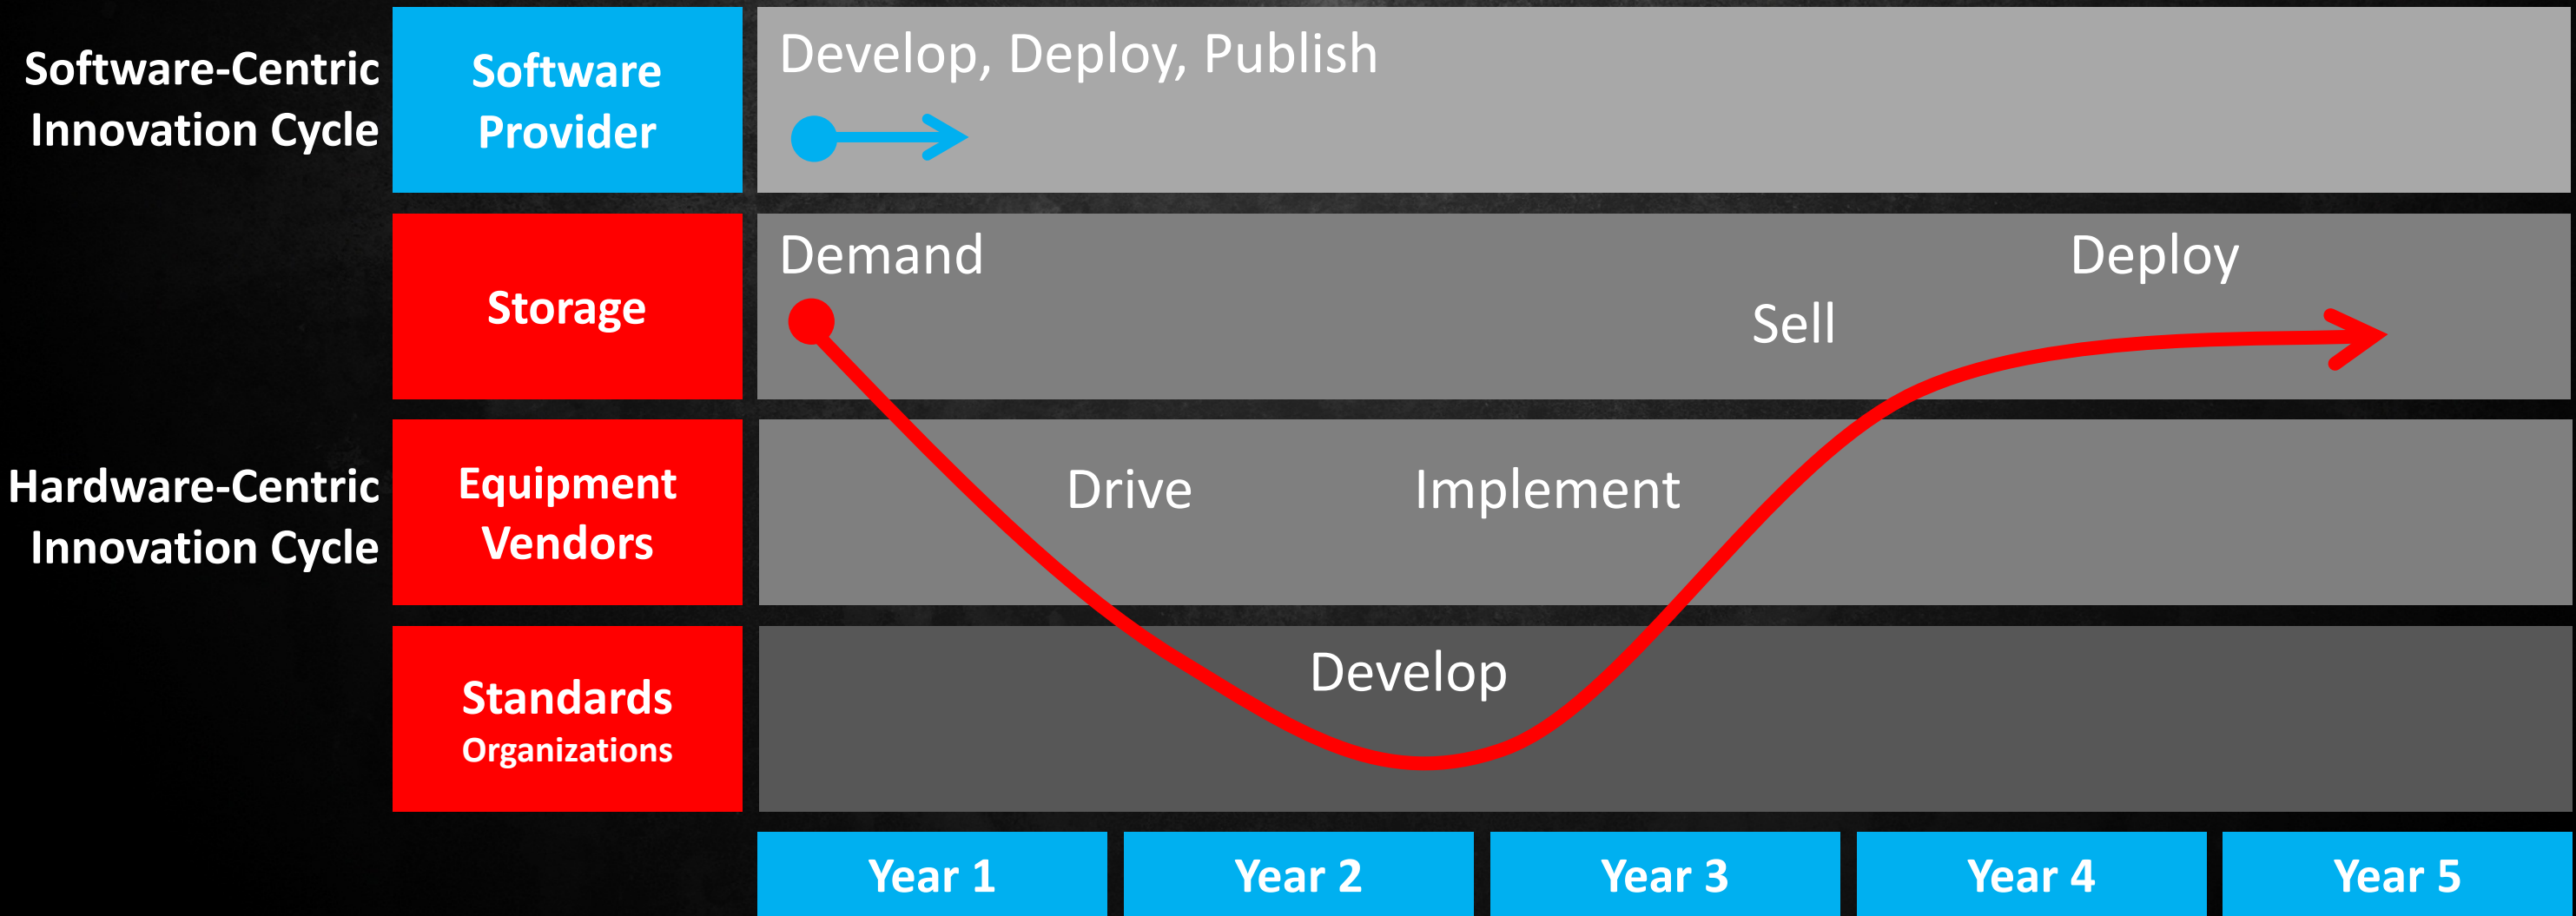 Software-Centric
Innovation Cycle
Software
Provider
Develop, Deploy, Publish
Storage
Demand
Deploy
Sell
Hardware-Centric
Innovation Cycle
Equipment
Vendors
Drive
Implement
Standards
Organizations
Develop
Year 1
Year 2
Year 3
Year 4
Year 5